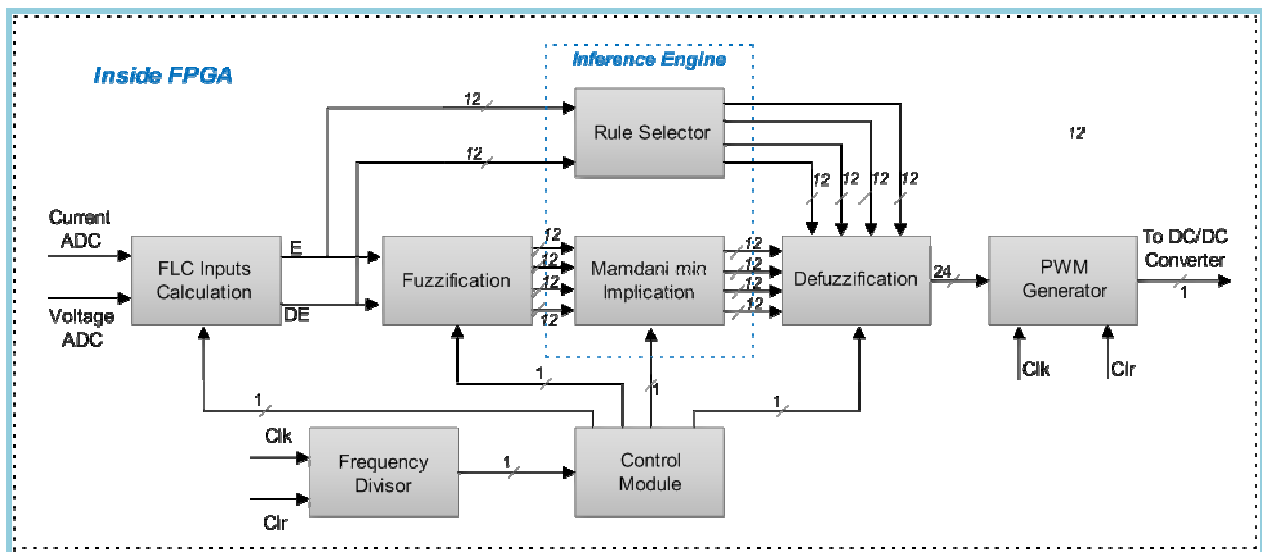 Inside FPGA
Inference Engine
12
12
Rule Selector
12
12 12 12 12
Current
ADC
Voltage
ADC
FLC Inputs
Calculation
E
DE
Fuzzification
12
12
12
12
Mamdani min
Implication
12
12
12
12
Defuzzification
24
PWM
Generator
To DC/DC
Converter
1
Clk
Clr
1
1
1
1
Clk
Clr
Frequency
Divisor
1
Control
Module